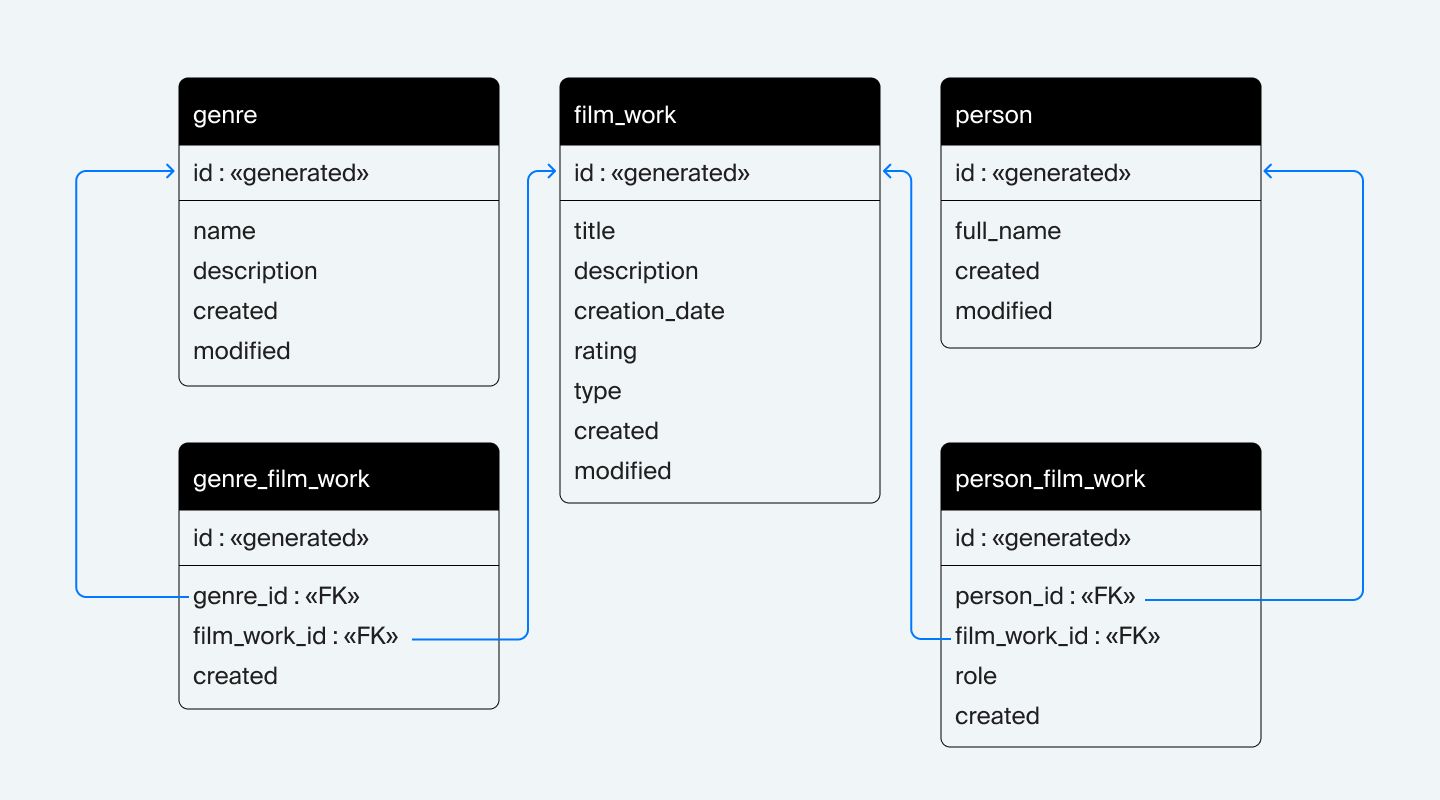 genre
id : «generated»
name
description
created
modified
film_work
id : «generated»
title
description
creation_date
rating
type
created
modified
person
id : «generated»
full_name
created
modified
genre_film_work
id : «generated»
genre_id : «FK»
film_work_id : «FK»
created
person_film_work
id : «generated»
person_id : «FK»
film_work_id : «FK»
role
created